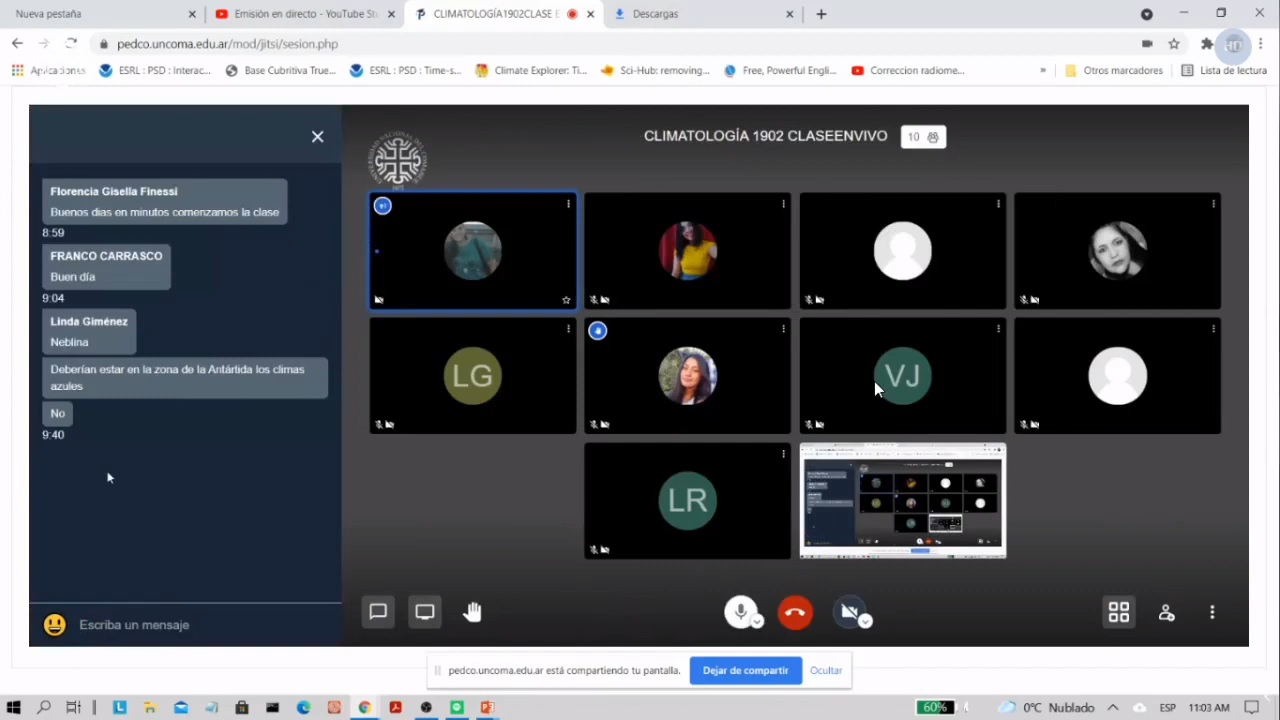 Nueva pestaña
Emisión en directo - YouTube St
CLIMATOLOGÍA1902CLASE E
Descargas
pedco.uncoma.edu.ar/mod/jitsi/sesion.php
HD
Aplicaciones
ESRL : PSD : Interac...
Base Cubritiva True...
ESRL : PSD : Time-s...
Climate Explorer: Ti...
Sci-Hub: removing...
Free, Powerful Engli...
Correccion radiome...
»
Otros marcadores
Lista de lectura
CLIMATOLOGÍA 1902 CLASEENVIVO
10
Florencia Gisella Finessi
Buenos dias en minutos comenzamos la clase
8:59
FRANCO CARRASCO
Buen día
9:04
Linda Giménez
Neblina
Deberían estar en la zona de la Antártida los climas
azules
No
9:40
LG
VJ
LR
Escriba un mensaje
pedco.uncoma.edu.ar está compartiendo tu pantalla.
Dejar de compartir
Ocultar
60%
0°C Nublado
ESP
11:03 AM